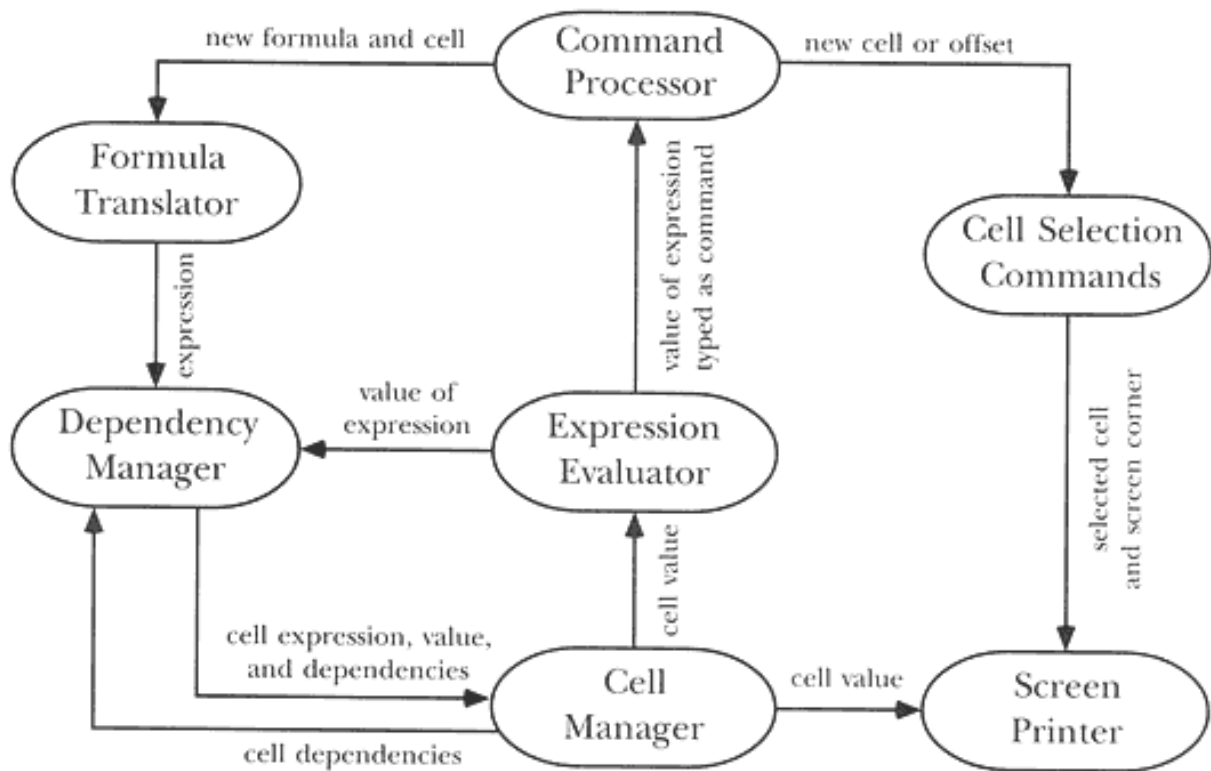 new formula and cell
Command
Processor
new cell or offset
Formula
Translator
value of expression
typed as command
Cell Selection
Commands
expression
Dependency
Manager
value of
expression
Expression
Evaluator
selected cell
and screen corner
cell value
cell expression, value,
and dependencies
Cell
Manager
cell value
Screen
Printer
cell dependencies